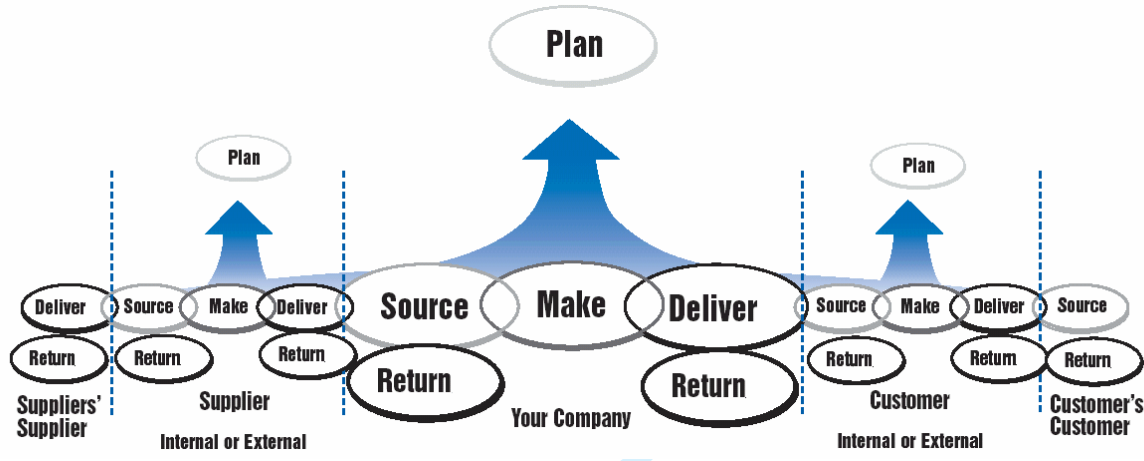 Plan
Plan
Plan
Deliver
Source
Make
Deliver
Source
Make
Deliver
Source
Make
Deliver
Source
Return
Return
Return
Return
Return
Return
Return
Return
Suppliers’
Supplier
Supplier
Internal or External
Your Company
Customer
Internal or External
Customer’s
Customer